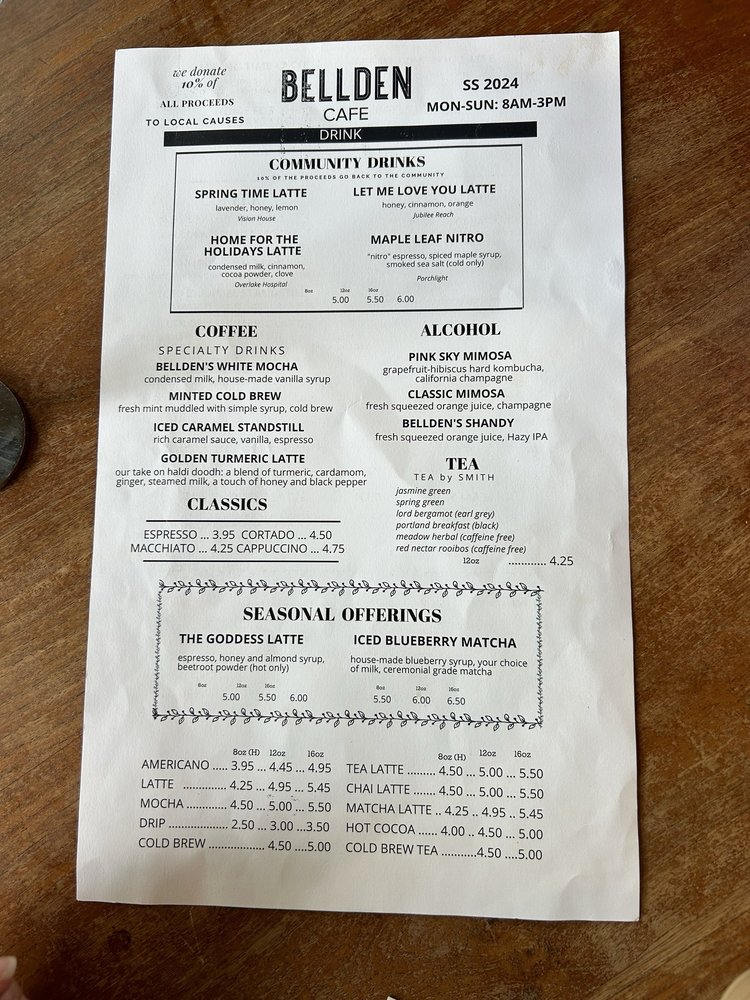 we donate
10% of
ALL PROCEEDS
TO LOCAL CAUSES
BELLDEN
CAFE
SS 2024
MON-SUN: 8AM-3PM
DRINK
COMMUNITY DRINKS
10% OF THE PROCEEDS GO BACK TO THE COMMUNITY
SPRING TIME LATTE
lavender, honey, lemon
Vision House
LET ME LOVE YOU LATTE
honey, cinnamon, orange
Jubilee Reach
HOME FOR THE
HOLIDAYS LATTE
condensed milk, cinnamon,
cocoa powder, clove
Overlake Hospital
MAPLE LEAF NITRO
"nitro" espresso, spiced maple syrup,
smoked sea salt (cold only)
Porchlight
8oz 12oz 16oz
5.00 5.50 6.00
COFFEE
SPECIALTY DRINKS
BELLDEN'S WHITE MOCHA
condensed milk, house-made vanilla syrup
MINTED COLD BREW
fresh mint muddled with simple syrup, cold brew
ICED CARAMEL STANDSTILL
rich caramel sauce, vanilla, espresso
GOLDEN TURMERIC LATTE
our take on haldi doodh: a blend of turmeric, cardamom,
ginger, steamed milk, a touch of honey and black pepper
CLASSICS
ESPRESSO ... 3.95 CORTADO ... 4.50
MACCHIATO ... 4.25 CAPPUCCINO ... 4.75
ALCOHOL
PINK SKY MIMOSA
grapefruit-hibiscus hard kombucha,
california champagne
CLASSIC MIMOSA
fresh squeezed orange juice, champagne
BELLDEN'S SHANDY
fresh squeezed orange juice, Hazy IPA
TEA
TEA by SMITH
jasmine green
spring green
lord bergamot (earl grey)
portland breakfast (black)
meadow herbal (caffeine free)
red nectar rooibos (caffeine free)
12oz ............ 4.25
SEASONAL OFFERINGS
THE GODDESS LATTE
espresso, honey and almond syrup,
beetroot powder (hot only)
8oz 12oz 16oz
5.00 5.50 6.00
ICED BLUEBERRY MATCHA
house-made blueberry syrup, your choice
of milk, ceremonial grade matcha
8oz 12oz 16oz
5.50 6.00 6.50
8oz (H) 12oz 16oz
AMERICANO ..... 3.95 ... 4.45 ... 4.95
LATTE ............. 4.25 ... 4.95 ... 5.45
MOCHA ............. 4.50 ... 5.00 ... 5.50
DRIP .................. 2.50 ... 3.00 ...3.50
COLD BREW .................. 4.50 ....5.00
8oz (H) 12oz 16oz
TEA LATTE ......... 4.50 ... 5.00 ... 5.50
CHAI LATTE ....... 4.50 ... 5.00 ... 5.50
MATCHA LATTE .. 4.25 .. 4.95 .. 5.45
HOT COCOA ...... 4.00 .. 4.50 ... 5.00
COLD BREW TEA ...........4.50 ....5.00